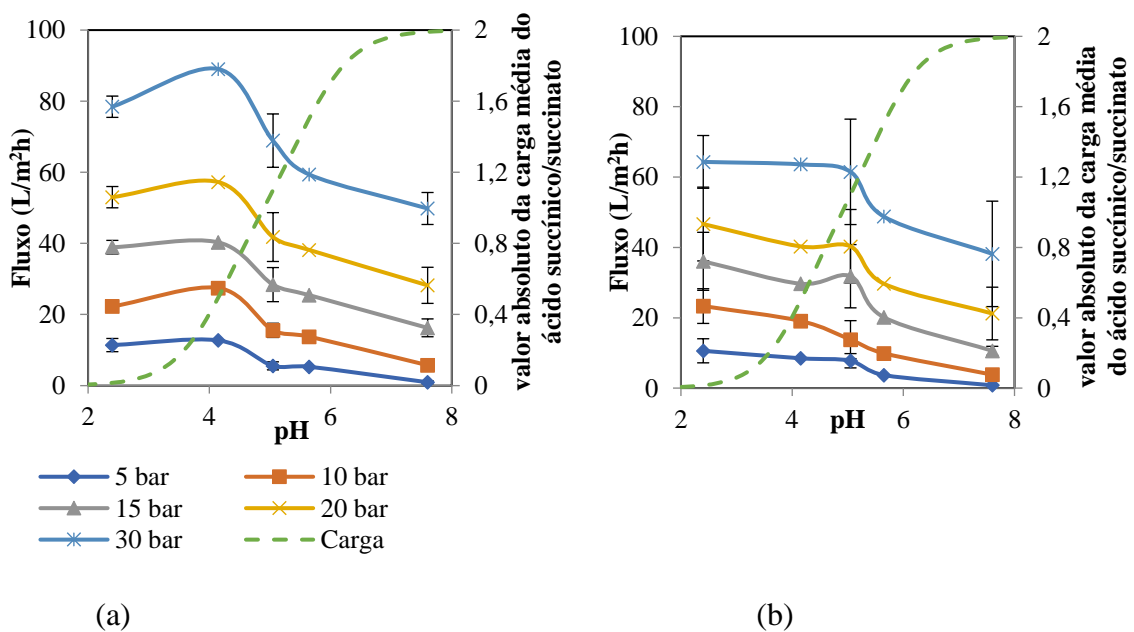 100
80
60
40
20
0
Fluxo (L/m²h)
2
4
6
8
pH
2
1,6
1,2
0,8
0,4
0
valor absoluto da carga média do
ácido succínico/succinato
100
80
60
40
20
0
Fluxo (L/m²h)
2
4
6
8
pH
2
1,6
1,2
0,8
0,4
0
valor absoluto da carga média
do ácido succínico/succinato
5 bar
10 bar
15 bar
20 bar
30 bar
Carga
(a)
(b)